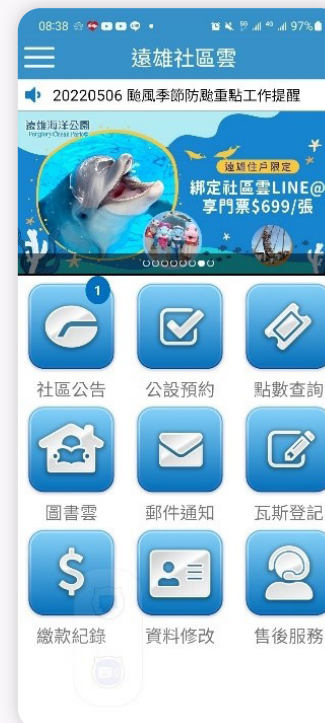 08:38 97%
遠雄社區雲
20220506 颱風季節防颱重點工作提醒
遠雄海洋公園
Farglory Ocean Park
遠雄住戶限定
綁定社區雲LINE@
享門票$699/張
1
社區公告 公設預約 點數查詢
圖書雲 郵件通知 瓦斯登記
繳款紀錄 資料修改 售後服務